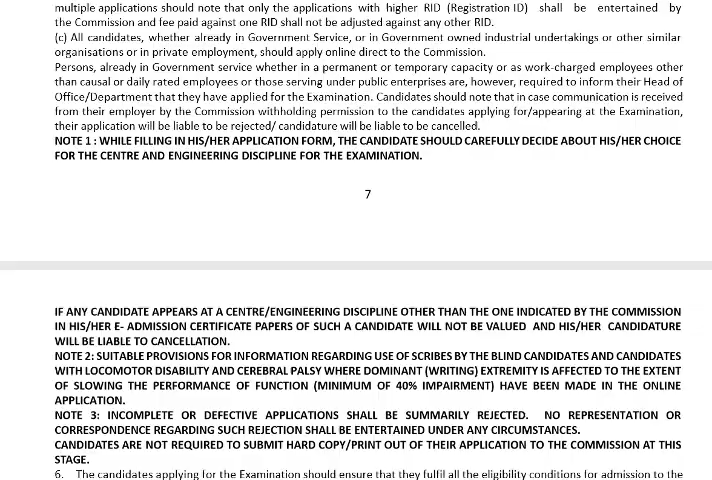 multiple applications should note that only the applications with higher RID (Registration ID) shall be entertained by
the Commission and fee paid against one RID shall not be adjusted against any other RID.
(c) All candidates, whether already in Government Service, or in Government owned industrial undertakings or other similar
organisations or in private employment, should apply online direct to the Commission.
Persons, already in Government service whether in a permanent or temporary capacity or as work-charged employees other
than causal or daily rated employees or those serving under public enterprises are, however, required to inform their Head of
Office/Department that they have applied for the Examination. Candidates should note that in case communication is received
from their employer by the Commission withholding permission to the candidates applying for/appearing at the Examination,
their application will be liable to be rejected/ candidature will be liable to be cancelled.
NOTE 1 : WHILE FILLING IN HIS/HER APPLICATION FORM, THE CANDIDATE SHOULD CAREFULLY DECIDE ABOUT HIS/HER CHOICE
FOR THE CENTRE AND ENGINEERING DISCIPLINE FOR THE EXAMINATION.
7
IF ANY CANDIDATE APPEARS AT A CENTRE/ENGINEERING DISCIPLINE OTHER THAN THE ONE INDICATED BY THE COMMISSION
IN HIS/HER E- ADMISSION CERTIFICATE PAPERS OF SUCH A CANDIDATE WILL NOT BE VALUED AND HIS/HER CANDIDATURE
WILL BE LIABLE TO CANCELLATION.
NOTE 2: SUITABLE PROVISIONS FOR INFORMATION REGARDING USE OF SCRIBES BY THE BLIND CANDIDATES AND CANDIDATES
WITH LOCOMOTOR DISABILITY AND CEREBRAL PALSY WHERE DOMINANT (WRITING) EXTREMITY IS AFFECTED TO THE EXTENT
OF SLOWING THE PERFORMANCE OF FUNCTION (MINIMUM OF 40% IMPAIRMENT) HAVE BEEN MADE IN THE ONLINE
APPLICATION.
NOTE 3: INCOMPLETE OR DEFECTIVE APPLICATIONS SHALL BE SUMMARILY REJECTED. NO REPRESENTATION OR
CORRESPONDENCE REGARDING SUCH REJECTION SHALL BE ENTERTAINED UNDER ANY CIRCUMSTANCES.
CANDIDATES ARE NOT REQUIRED TO SUBMIT HARD COPY/PRINT OUT OF THEIR APPLICATION TO THE COMMISSION AT THIS
STAGE.
6. The candidates applying for the Examination should ensure that they fulfil all the eligibility conditions for admission to the